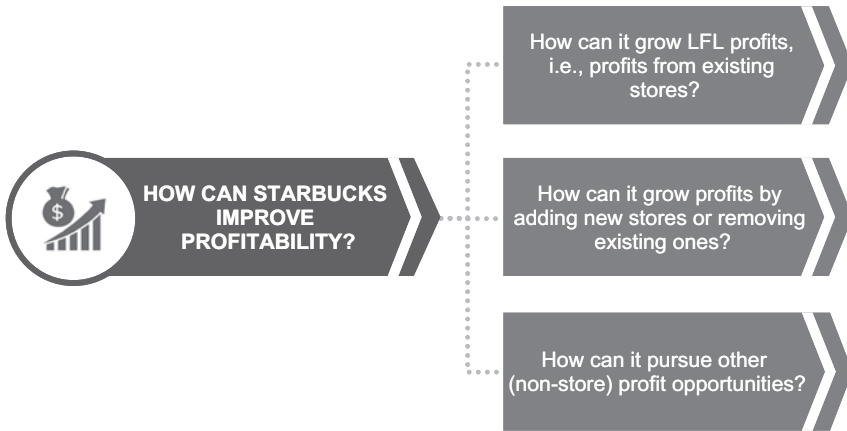 How can it grow LFL profits,
i.e., profits from existing
stores?
HOW CAN STARBUCKS
IMPROVE
PROFITABILITY?
$
How can it grow profits by
adding new stores or removing
existing ones?
How can it pursue other
(non-store) profit opportunities?